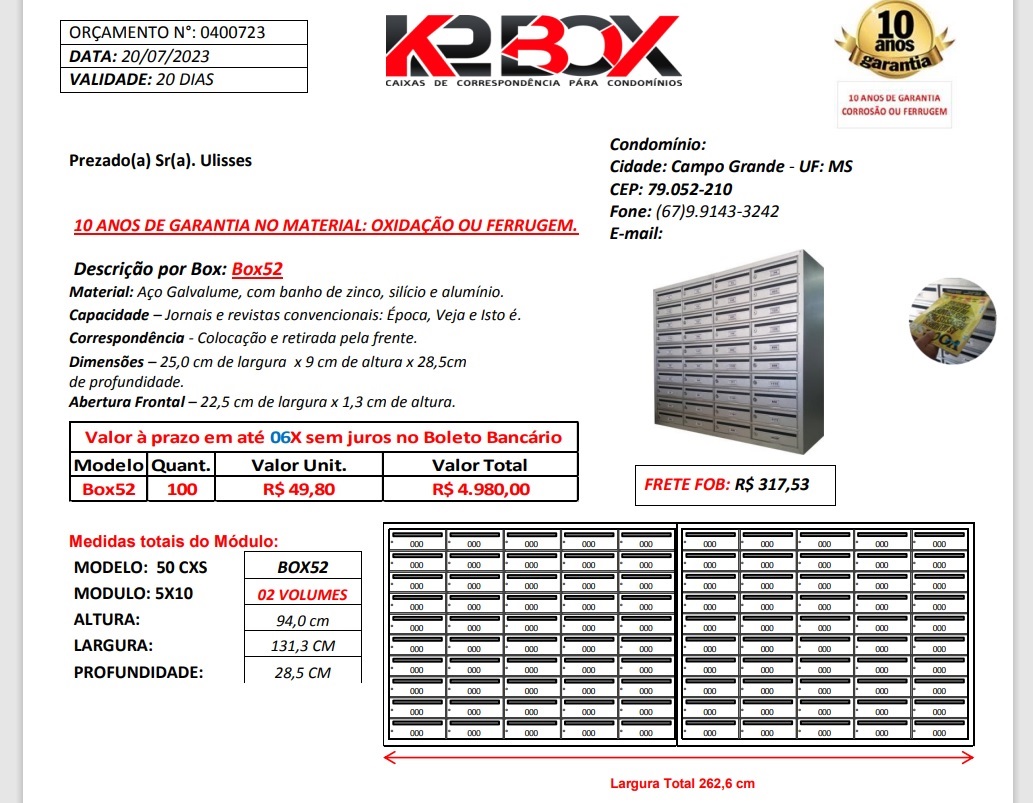 ORÇAMENTO N°: 0400723
DATA: 20/07/2023
VALIDADE: 20 DIAS
K2 BOX
CAIXAS DE CORRESPONDÊNCIA PÁRA CONDOMÍNIOS
10
anos
garantia
10 ANOS DE GARANTIA
CORROSÃO OU FERRUGEM
Prezado(a) Sr(a). Ulisses
Condomínio:
Cidade: Campo Grande - UF: MS
CEP: 79.052-210
Fone: (67)9.9143-3242
E-mail:
10 ANOS DE GARANTIA NO MATERIAL: OXIDAÇÃO OU FERRUGEM.
Descrição por Box: Box52
Material: Aço Galvalume, com banho de zinco, silício e alumínio.
Capacidade – Jornais e revistas convencionais: Época, Veja e Isto é.
Correspondência - Colocação e retirada pela frente.
Dimensões – 25,0 cm de largura x 9 cm de altura x 28,5cm
de profundidade.
Abertura Frontal – 22,5 cm de largura x 1,3 cm de altura.
Valor à prazo em até 06X sem juros no Boleto Bancário
Modelo Quant. Valor Unit. Valor Total
Box52 100 R$ 49,80 R$ 4.980,00
FRETE FOB: R$ 317,53
Medidas totais do Módulo:
MODELO: 50 CXS BOX52
MODULO: 5X10 02 VOLUMES
ALTURA: 94,0 cm
LARGURA: 131,3 CM
PROFUNDIDADE: 28,5 CM
000 000 000 000 000 000 000 000 000 000
000 000 000 000 000 000 000 000 000 000
000 000 000 000 000 000 000 000 000 000
000 000 000 000 000 000 000 000 000 000
000 000 000 000 000 000 000 000 000 000
000 000 000 000 000 000 000 000 000 000
000 000 000 000 000 000 000 000 000 000
000 000 000 000 000 000 000 000 000 000
000 000 000 000 000 000 000 000 000 000
000 000 000 000 000 000 000 000 000 000
Largura Total 262,6 cm